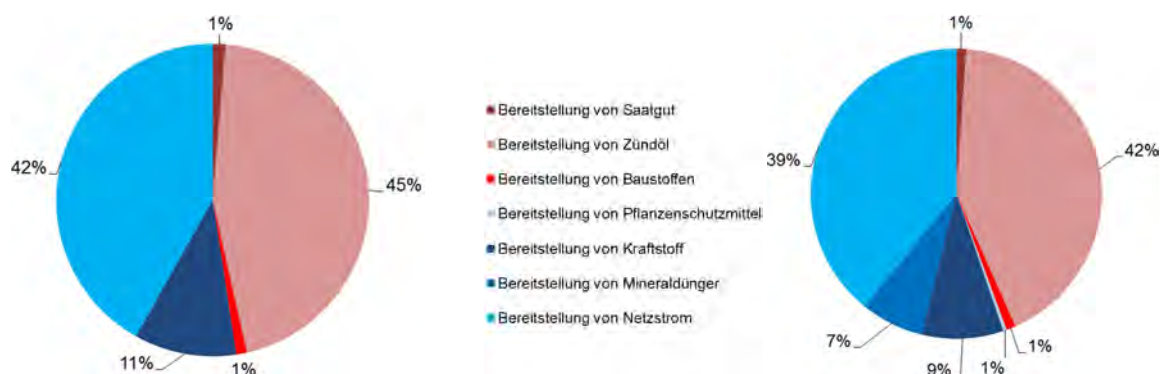 1%
42%
45%
11%
1%
Bereitstellung von Saatgut
Bereitstellung von Zündöl
Bereitstellung von Baustoffen
Bereitstellung von Pflanzenschutzmittel
Bereitstellung von Kraftstoff
Bereitstellung von Mineraldünger
Bereitstellung von Netzstrom
1%
39%
42%
7%
1%
1%
9%